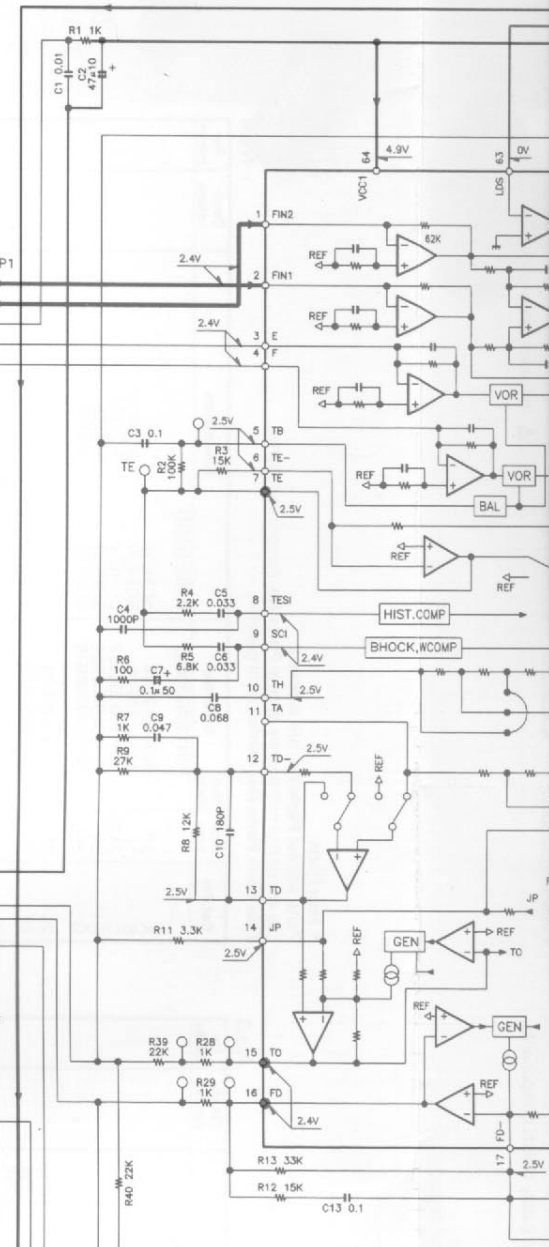 R1 1K
C1 0.01
C2
47µ10
4.9V
0V
64
63
VCC1
LDS
1
FIN2
62K
REF
P1
2.4V
2
FIN1
REF
2.4V
3
E
4
F
REF
VOR
2.5V
C3 0.1
5
TB
6
TE-
R3
15K
7
TE
TE
R2
100K
REF
VOR
BAL
2.5V
REF
REF
R4
2.2K
C5
0.033
8
TESI
HIST.COMP
C4
1000P
9
SCI
BHOCK,WCOMP
R5
6.8K
C6
0.033
2.4V
R6
100
C7+
0.1µ50
10
TH
2.5V
C8
0.068
11
TA
R7
1K
C9
0.047
R9
27K
12
TD-
2.5V
REF
R8 12K
C10 180P
2.5V
13
TD
JP
R11 3.3K
14
JP
2.5V
REF
GEN
REF
TO
REF
GEN
R39
22K
R28
1K
15
TO
R29
1K
16
FD
REF
2.4V
FD-
17
2.5V
R13 33K
R40 22K
R12 15K
C13 0.1